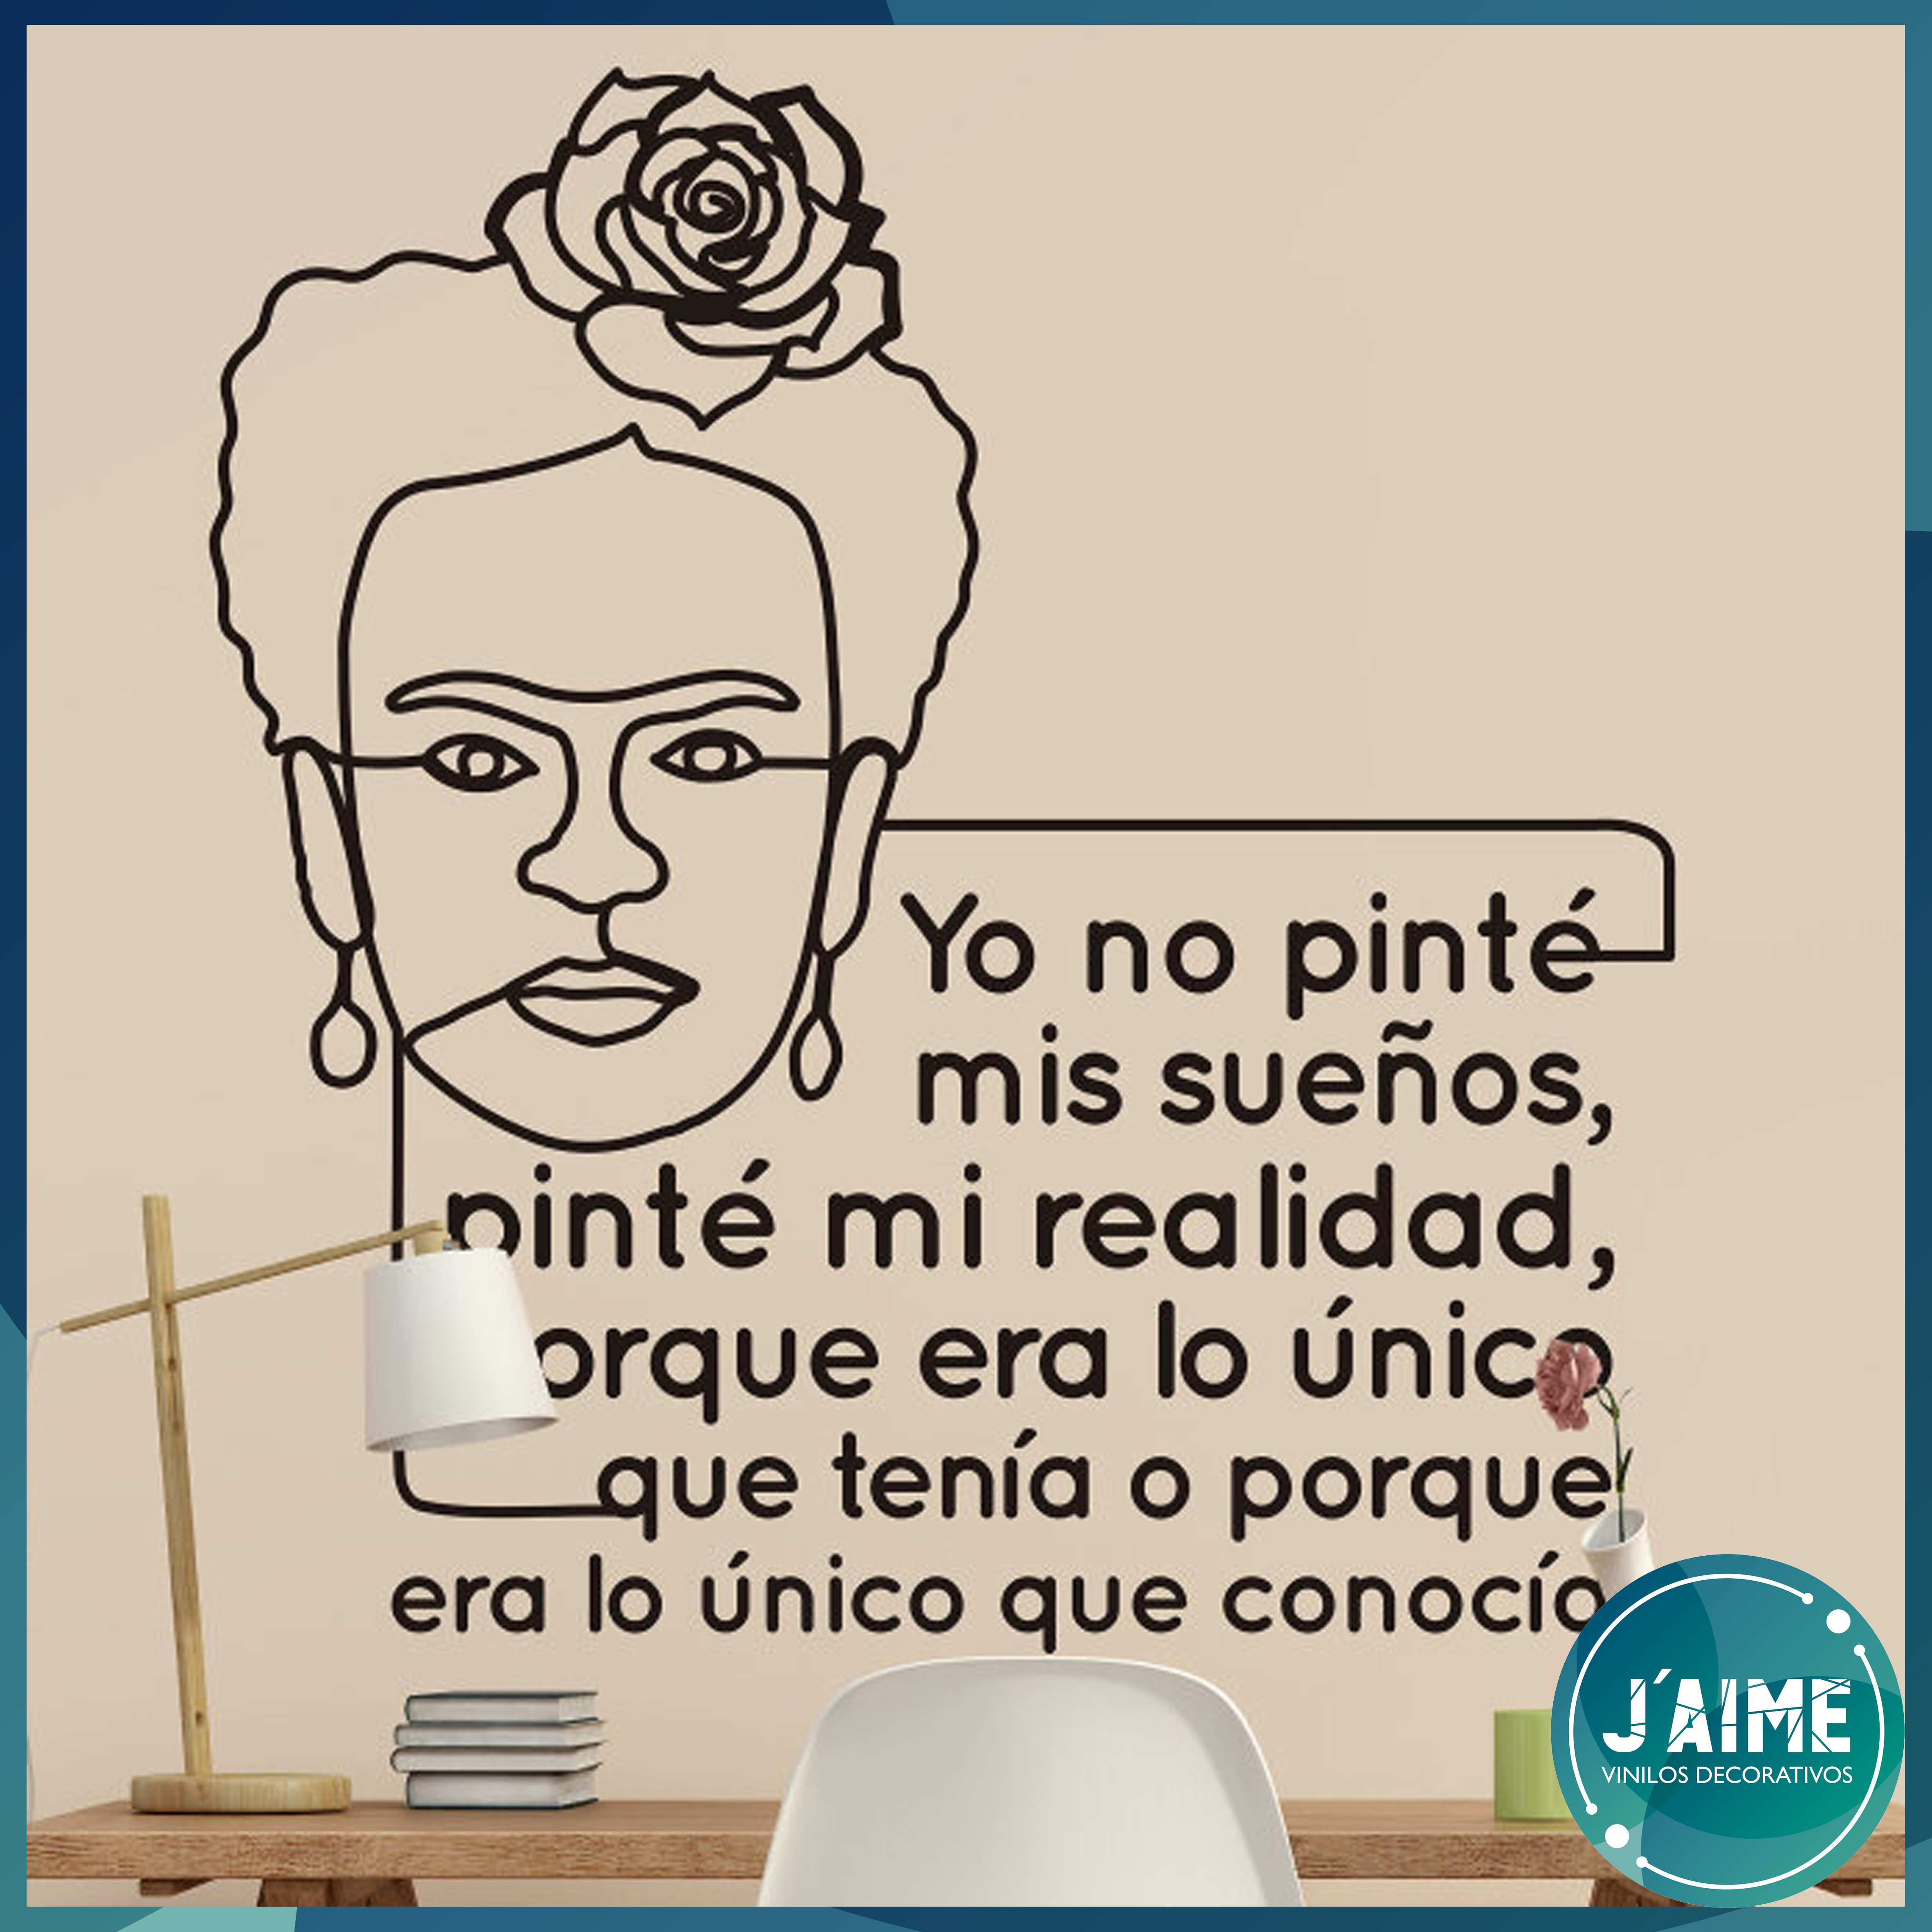 Yo no pinté
mis sueños,
pinté mi realidad,
porque era lo único
que tenía o porque
era lo único que conocía
J'AIME
VINILOS DECORATIVOS